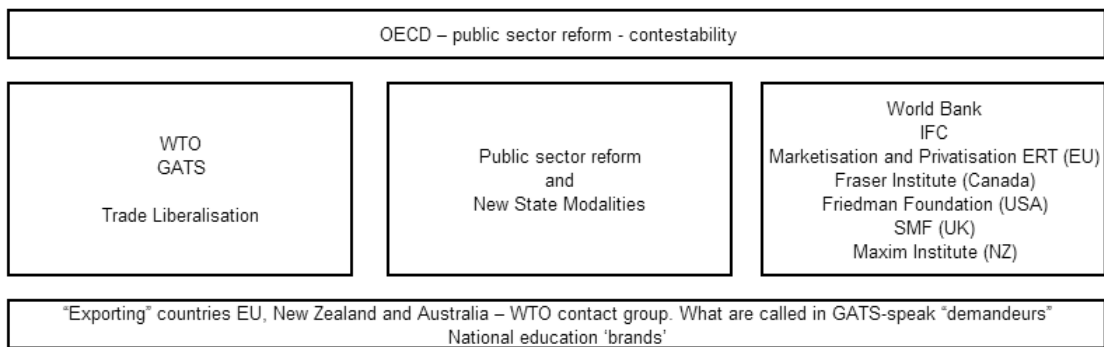 OECD – public sector reform - contestability
WTO
GATS
Trade Liberalisation
Public sector reform
and
New State Modalities
World Bank
IFC
Marketisation and Privatisation ERT (EU)
Fraser Institute (Canada)
Friedman Foundation (USA)
SMF (UK)
Maxim Institute (NZ)
“Exporting” countries EU, New Zealand and Australia – WTO contact group. What are called in GATS-speak “demandeurs”
National education ‘brands’